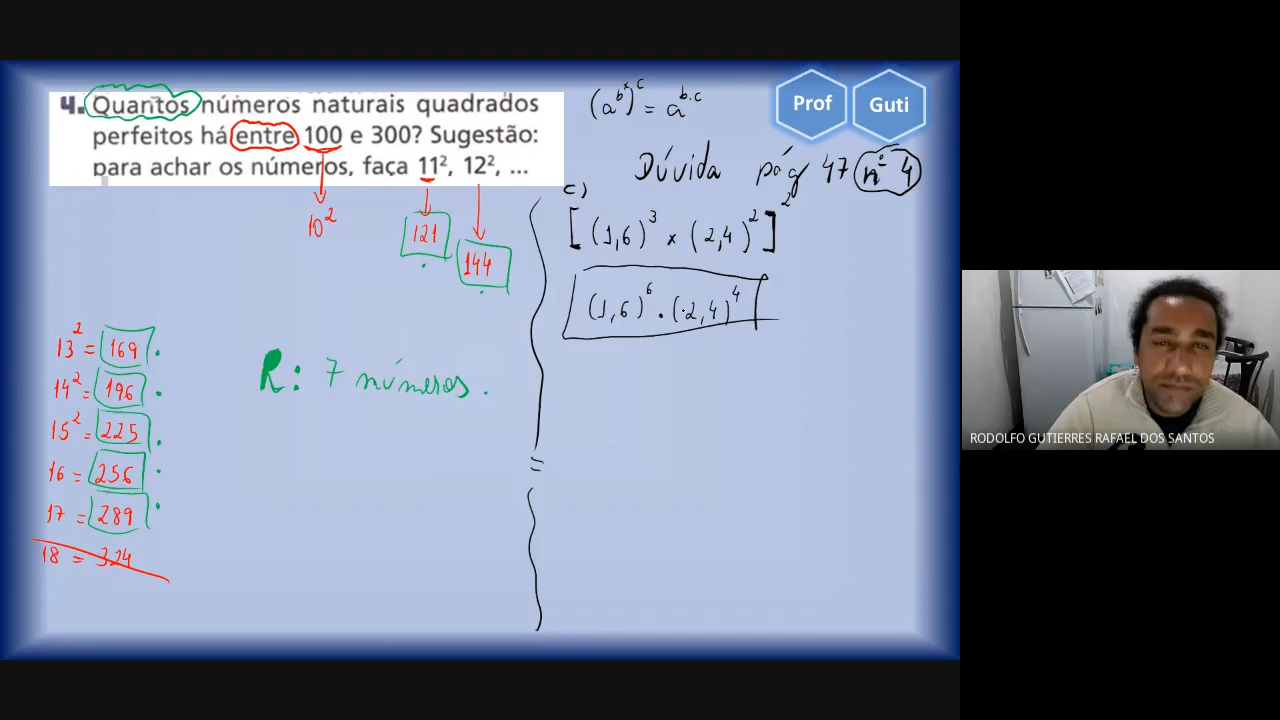 4. Quantos números naturais quadrados
perfeitos há entre 100 e 300? Sugestão:
para achar os números, faça 11², 12², ...
10²
121
144
13² = 169
14² = 196
15² = 225
16 = 256
17 = 289
18 = 324
R: 7 números.
(a^b)^c = a^b.c
Prof Guti
Dúvida pág 47 nº 4
c)
[(1,6)³ × (2,4)²]²
(1,6)⁶ . (2,4)⁴
=
RODOLFO GUTIERRES RAFAEL DOS SANTOS